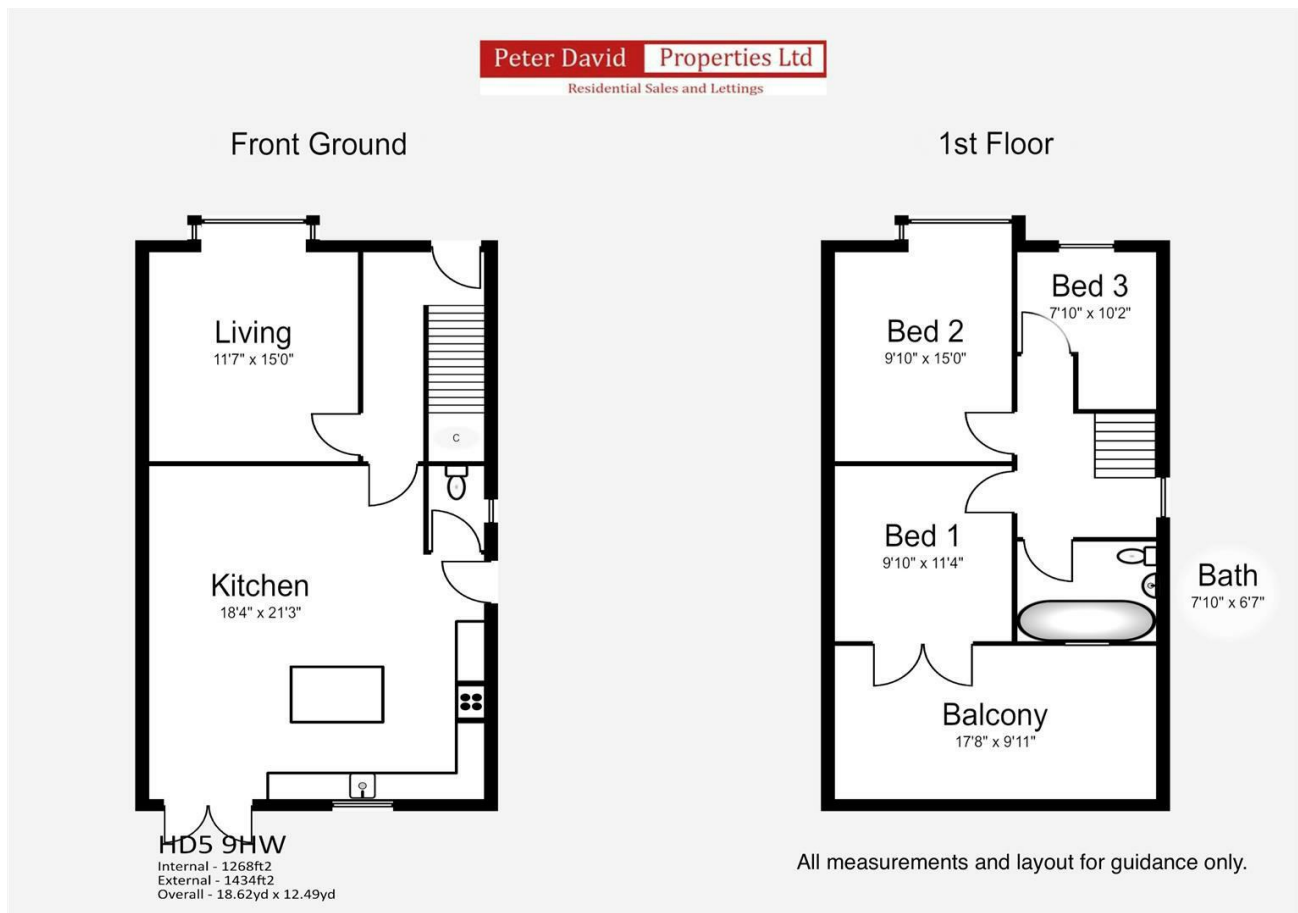 Peter David Properties Ltd
Residential Sales and Lettings
Front Ground
1st Floor
Living
11'7" x 15'0"
C
Kitchen
18'4" x 21'3"
Bed 3
7'10" x 10'2"
Bed 2
9'10" x 15'0"
Bed 1
9'10" x 11'4"
Bath
7'10" x 6'7"
Balcony
17'8" x 9'11"
HD5 9HW
Internal - 1268ft2
External - 1434ft2
Overall - 18.62yd x 12.49yd
All measurements and layout for guidance only.